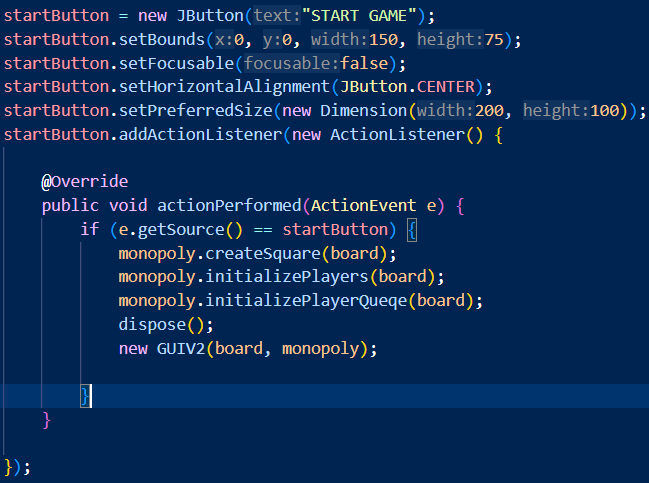 startButton = new JButton(text:"START GAME");
startButton.setBounds(x:0, y:0, width:150, height:75);
startButton.setFocusable(focusable:false);
startButton.setHorizontalAlignment(JButton.CENTER);
startButton.setPreferredSize(new Dimension(width:200, height:100));
startButton.addActionListener(new ActionListener() {
@Override
public void actionPerformed(ActionEvent e) {
if (e.getSource() == startButton) {
monopoly.createSquare(board);
monopoly.initializePlayers(board);
monopoly.initializePlayerQueqe(board);
dispose();
new GUIV2(board, monopoly);
}
}
});